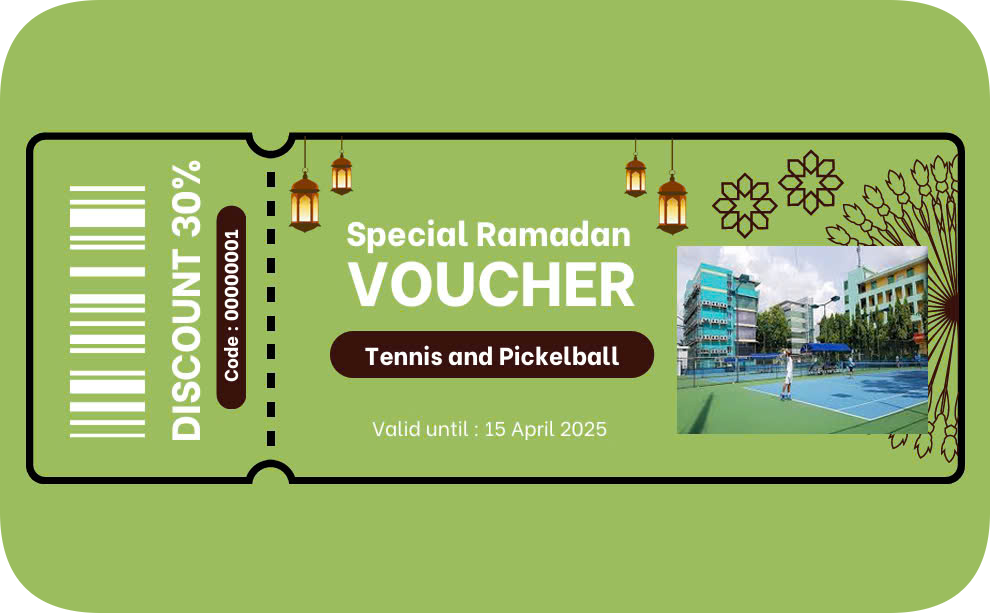 DISCOUNT 30%
Code : 00000001
Special Ramadan
VOUCHER
Tennis and Pickelball
Valid until : 15 April 2025